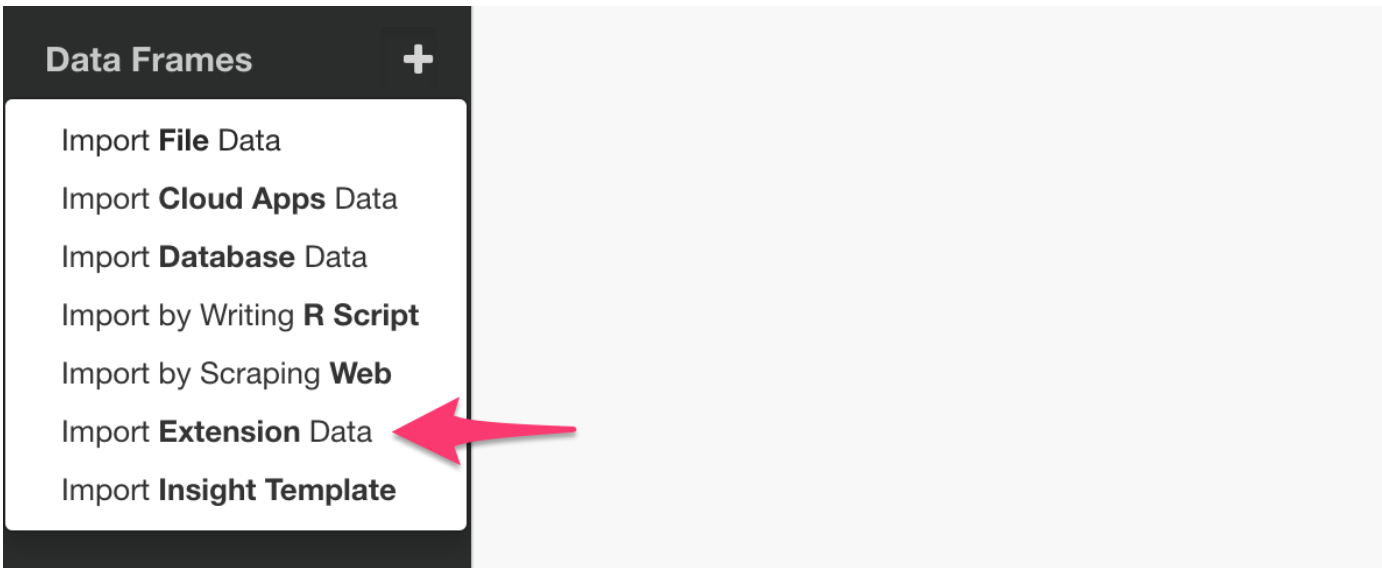 Data Frames
Import File Data
Import Cloud Apps Data
Import Database Data
Import by Writing R Script
Import by Scraping Web
Import Extension Data
Import Insight Template